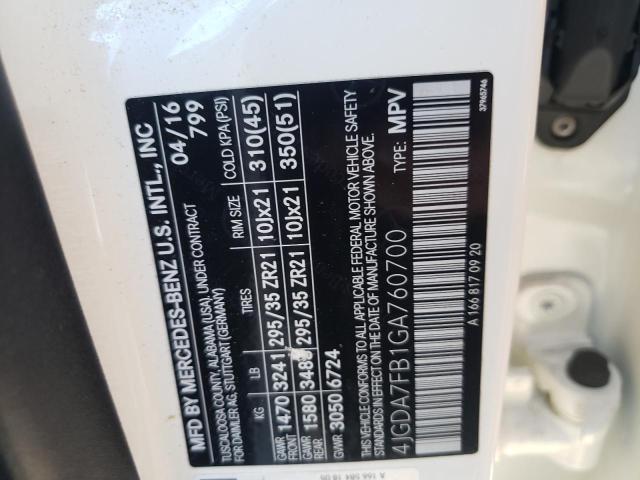 MFD BY MERCEDES-BENZ U.S. INTL., INC
TUSCALOOSA COUNTY, ALABAMA (USA), UNDER CONTRACT
FOR DAIMLER AG, STUTTGART (GERMANY)
04/16
799
KG LB TIRES RIM SIZE COLD KPA (PSI)
GAWR FRONT 1470 3241 295/35 ZR21 10Jx21 310(45)
GAWR REAR 1580 3483 295/35 ZR21 10Jx21 350(51)
GWR 3050 6724
VEHICLE CONFORMS TO ALL APPLICABLE FEDERAL MOTOR VEHICLE SAFETY
STANDARDS IN EFFECT ON THE DATE OF MANUFACTURE SHOWN ABOVE.
4JGDA7FB1GA760700 TYPE: MPV
A 166 817 09 20
37965746